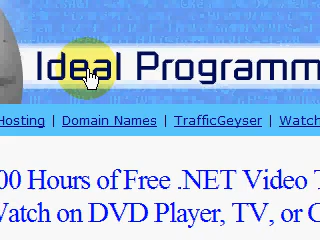 Ideal Programm
Hosting | Domain Names | TrafficGeyser | Watch
00 Hours of Free .NET Video T
Watch on DVD Player, TV, or C